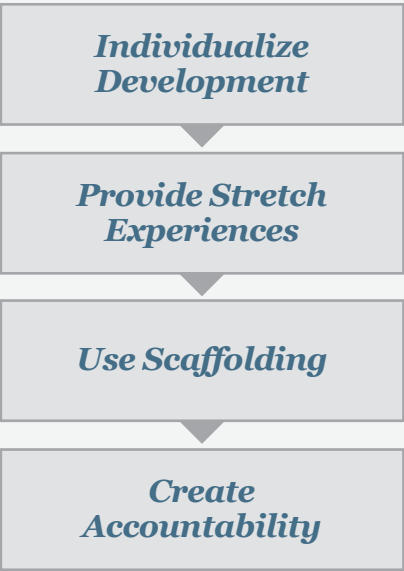 Individualize
Development
Provide Stretch
Experiences
Use Scaffolding
Create
Accountability